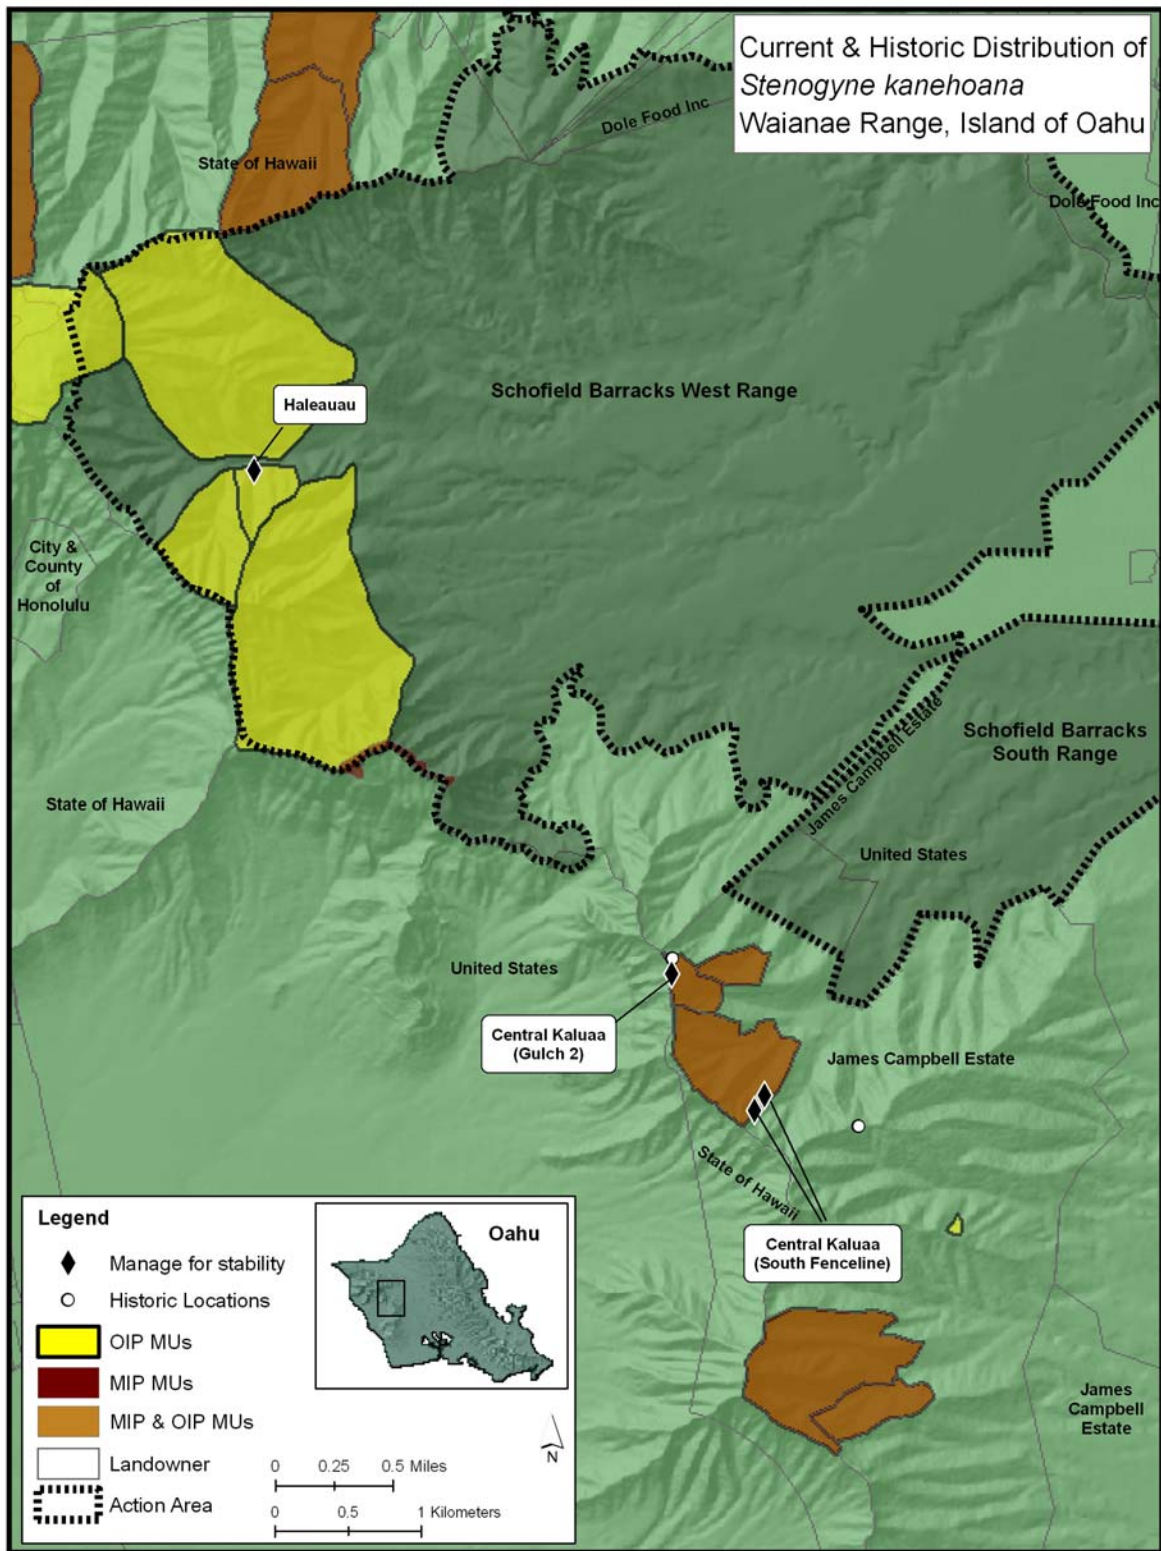 Current & Historic Distribution of
Stenogyne kanehoana
Waianae Range, Island of Oahu
Dole Food Inc
State of Hawaii
Dole Food Inc
Schofield Barracks West Range
Haleauau
City &
County
of
Honolulu
James Campbell Estate
Schofield Barracks
South Range
State of Hawaii
United States
United States
Central Kaluaa
(Gulch 2)
James Campbell Estate
State of Hawaii
Central Kaluaa
(South Fenceline)
James
Campbell
Estate
Legend
Manage for stability
Historic Locations
OIP MUs
MIP MUs
MIP & OIP MUs
Landowner
Action Area
Oahu
N
0 0.25 0.5 Miles
0 0.5 1 Kilometers